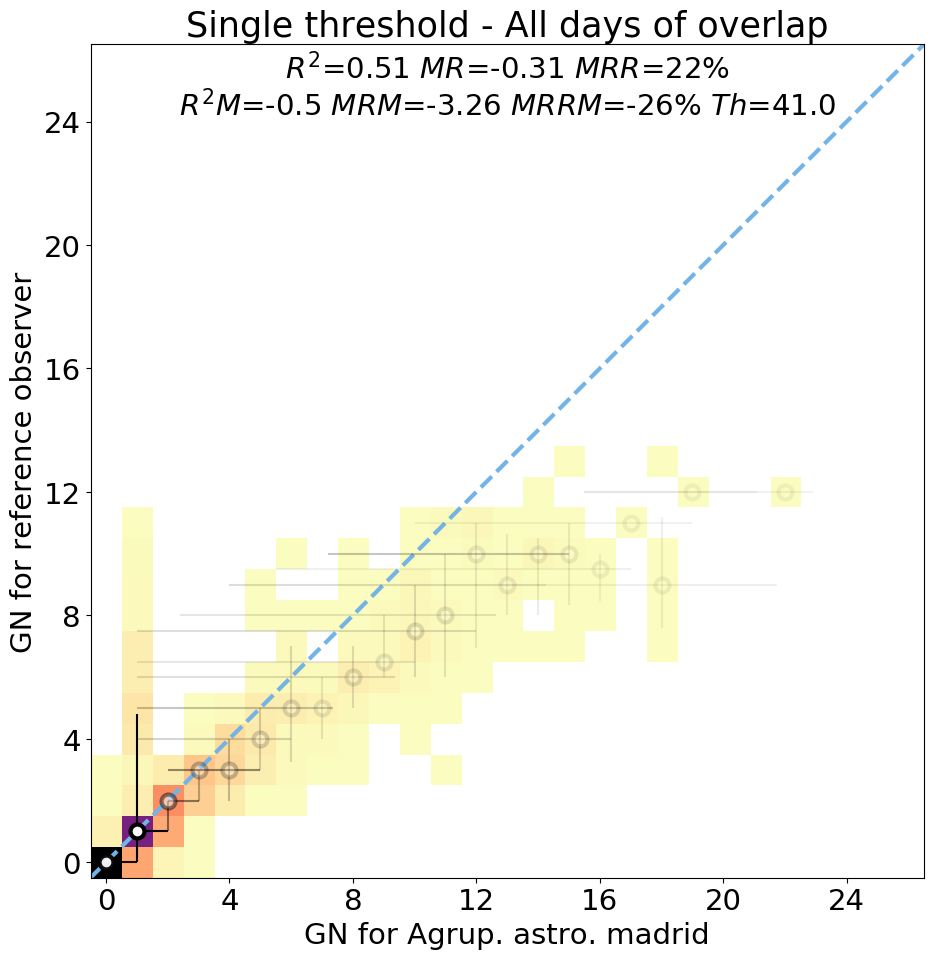 Single threshold - All days of overlap
R²=0.51 MR=-0.31 MRR=22%
R²M=-0.5 MRM=-3.26 MRRM=-26% Th=41.0
GN for reference observer
24
20
16
12
8
4
0
0 4 8 12 16 20 24
GN for Agrup. astro. madrid